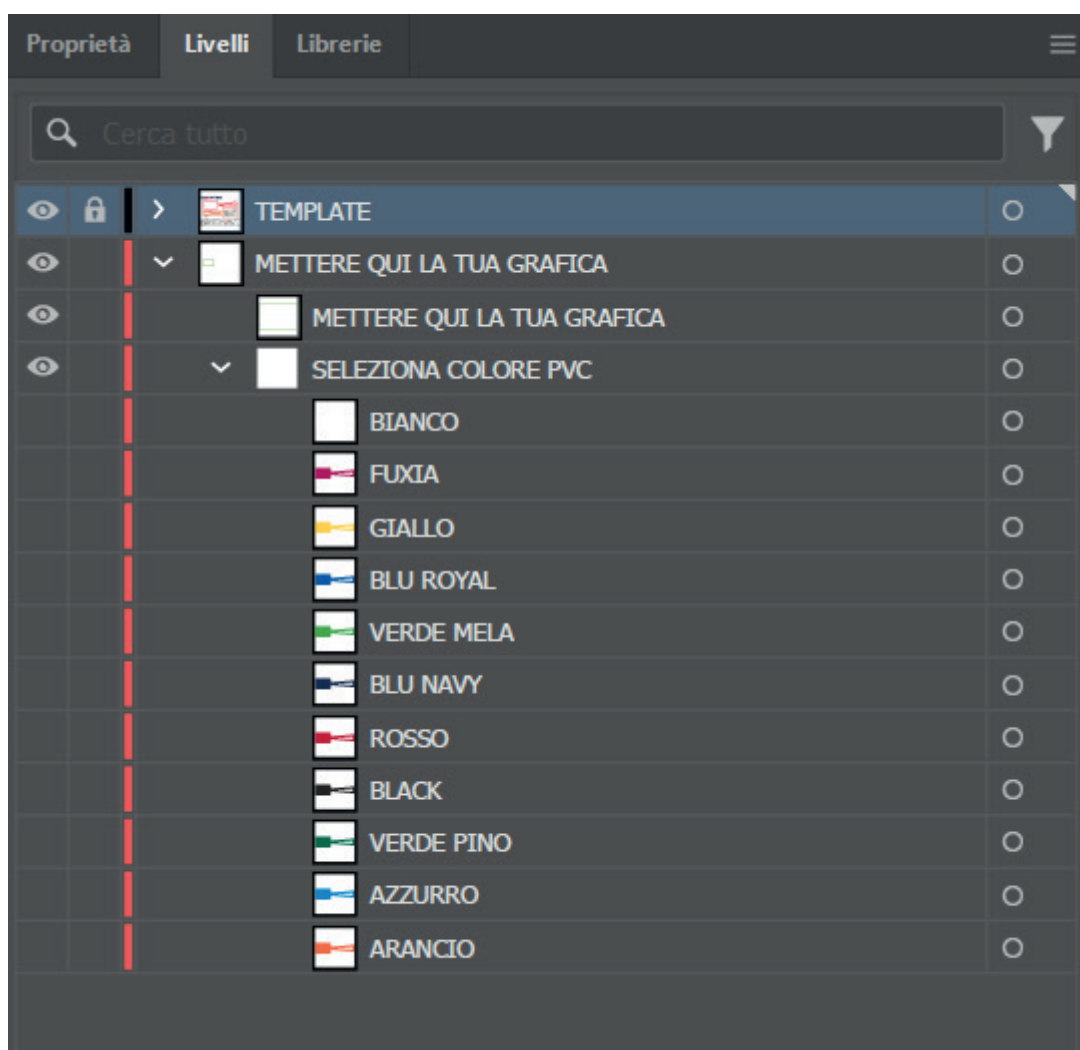 Proprietà Livelli Librerie
Cerca tutto
TEMPLATE
METTERE QUI LA TUA GRAFICA
METTERE QUI LA TUA GRAFICA
SELEZIONA COLORE PVC
BIANCO
FUXIA
GIALLO
BLU ROYAL
VERDE MELA
BLU NAVY
ROSSO
BLACK
VERDE PINO
AZZURRO
ARANCIO